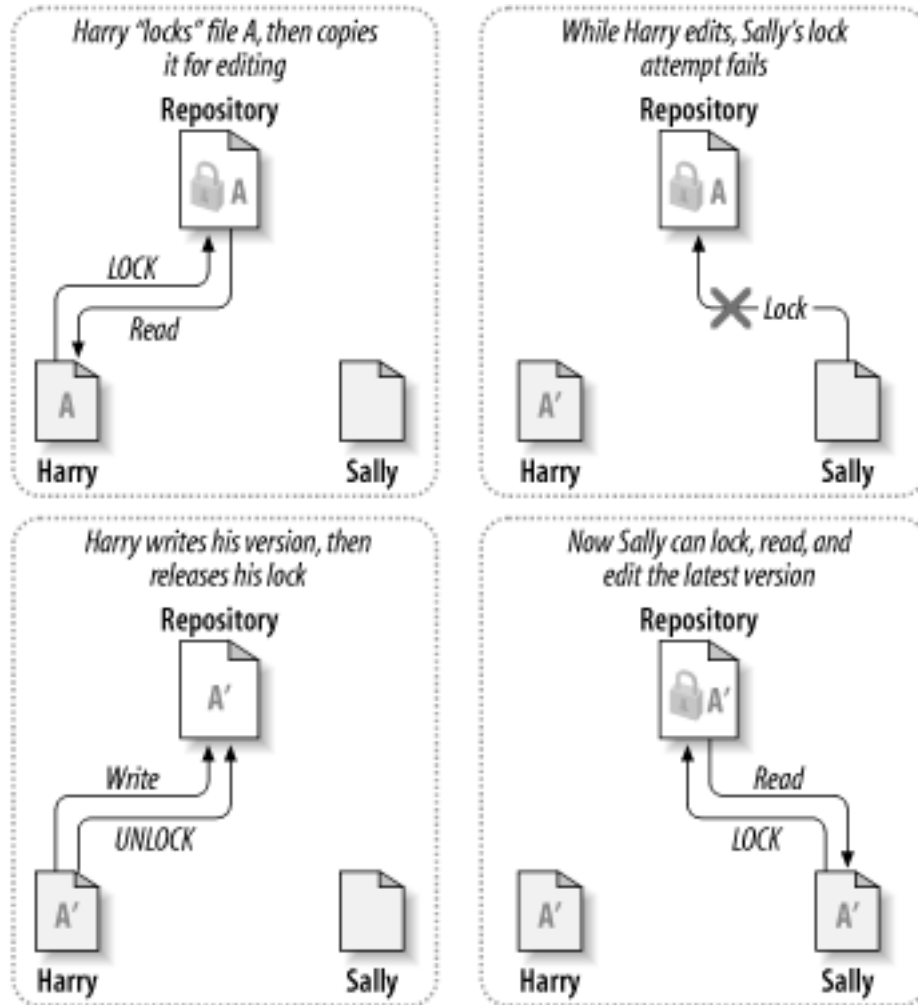 Harry “locks” file A, then copies
it for editing
Repository
A
LOCK
Read
A
Harry
Sally
While Harry edits, Sally’s lock
attempt fails
Repository
A
Lock
A′
Harry
Sally
Harry writes his version, then
releases his lock
Repository
A′
Write
UNLOCK
A′
Harry
Sally
Now Sally can lock, read, and
edit the latest version
Repository
A′
Read
LOCK
A′
A′
Harry
Sally